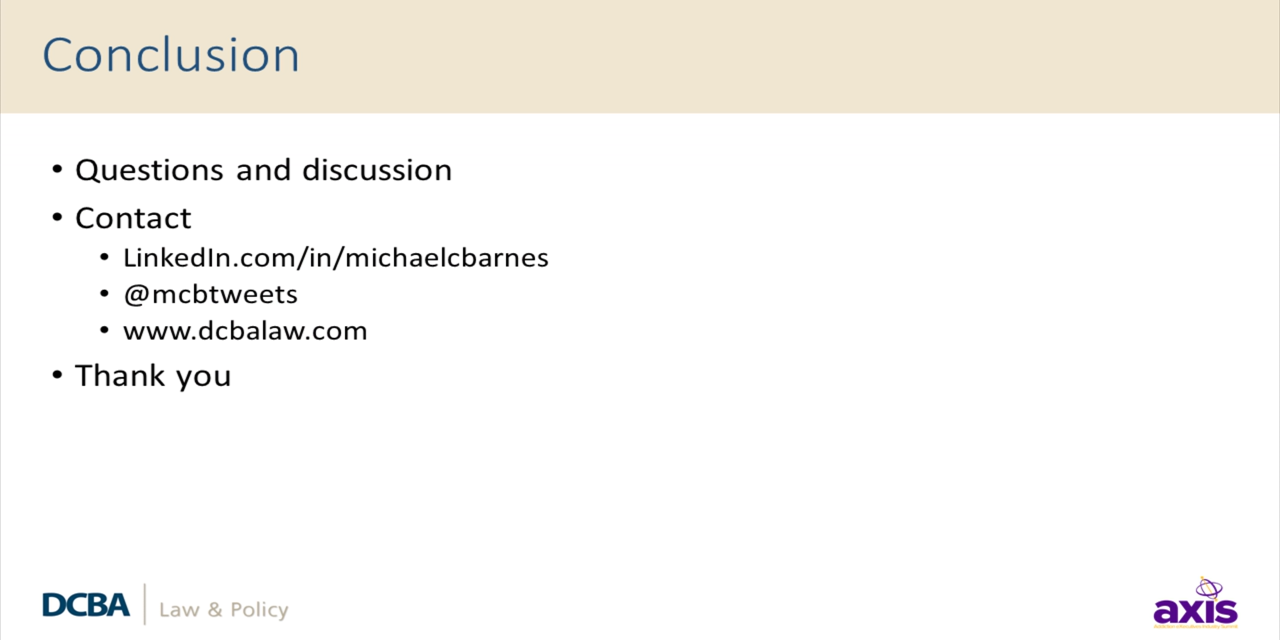 Conclusion
• Questions and discussion
• Contact
• LinkedIn.com/in/michaelcbarnes
• @mcbtweets
• www.dcbalaw.com
• Thank you
DCBA | Law & Policy
axis